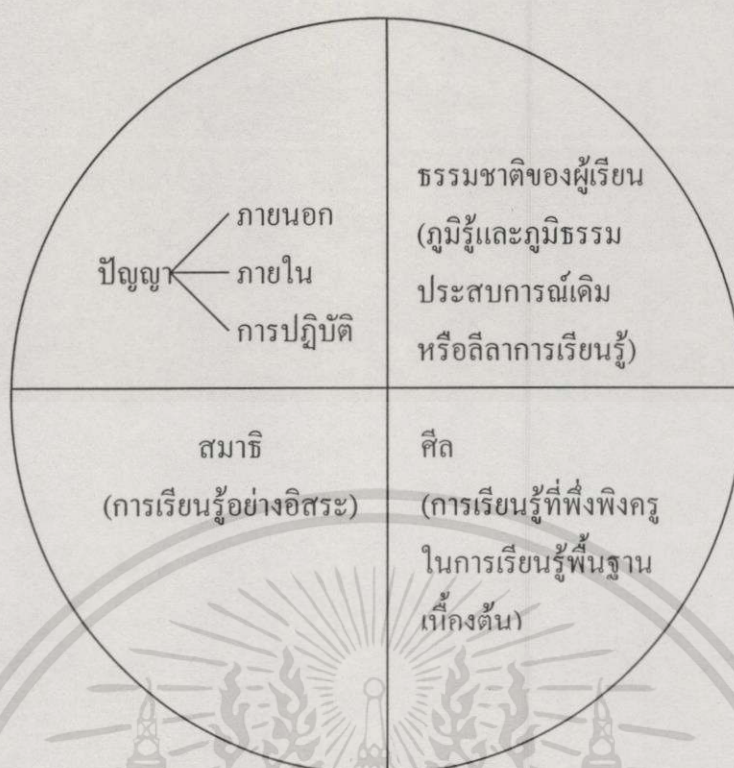 ธรรมชาติของผู้เรียน
(ภูมิรู้และภูมิธรรม
ประสบการณ์เดิม
หรือลีลาการเรียนรู้)
ปัญญา
ภายนอก
ภายใน
การปฏิบัติ
สมาธิ
(การเรียนรู้อย่างอิสระ)
ศีล
(การเรียนรู้ที่พึ่งพิงครู
ในการเรียนรู้พื้นฐาน
เบื้องต้น)